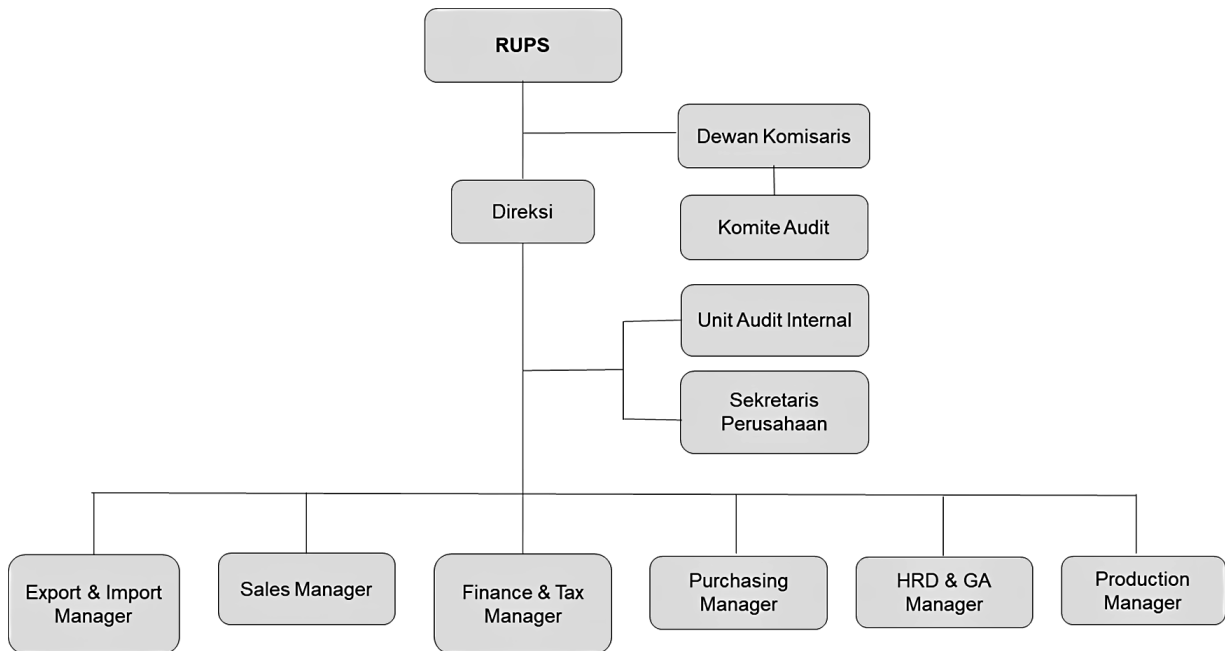 RUPS
Dewan Komisaris
Direksi
Komite Audit
Unit Audit Internal
Sekretaris
Perusahaan
Export & Import
Manager
Sales Manager
Finance & Tax
Manager
Purchasing
Manager
HRD & GA
Manager
Production
Manager